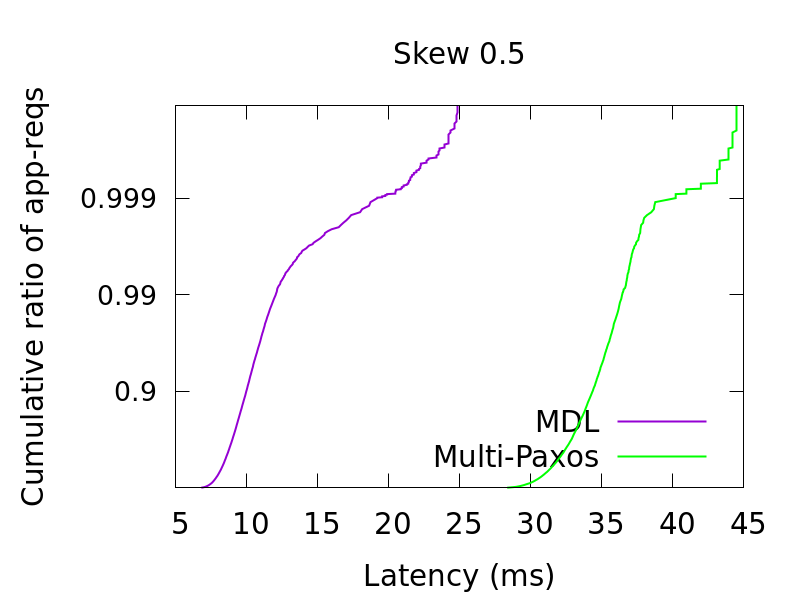 Skew 0.5
Cumulative ratio of app-reqs
0.999
0.99
0.9
MDL
Multi-Paxos
5 10 15 20 25 30 35 40 45
Latency (ms)